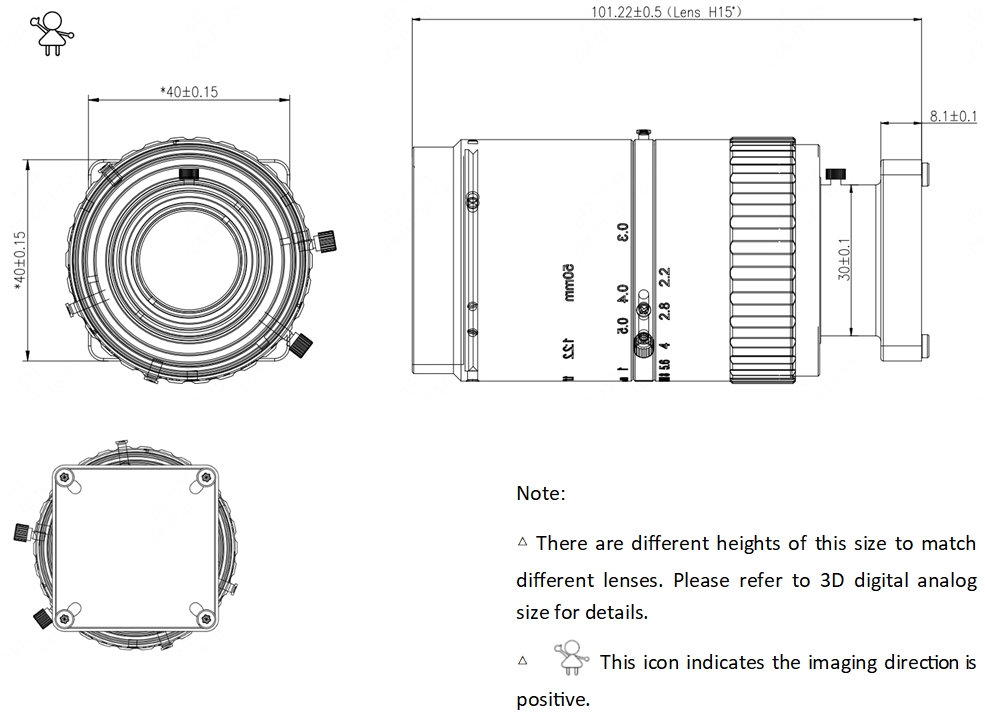 101.22±0.5 (Lens H15°)
*40±0.15
8.1±0.1
*40±0.15
30±0.1
50mm
122
0.3
0.4
0.5
1
2.2
2.8
4
5.6
Note:
△ There are different heights of this size to match
different lenses. Please refer to 3D digital analog
size for details.
△ This icon indicates the imaging direction is
positive.